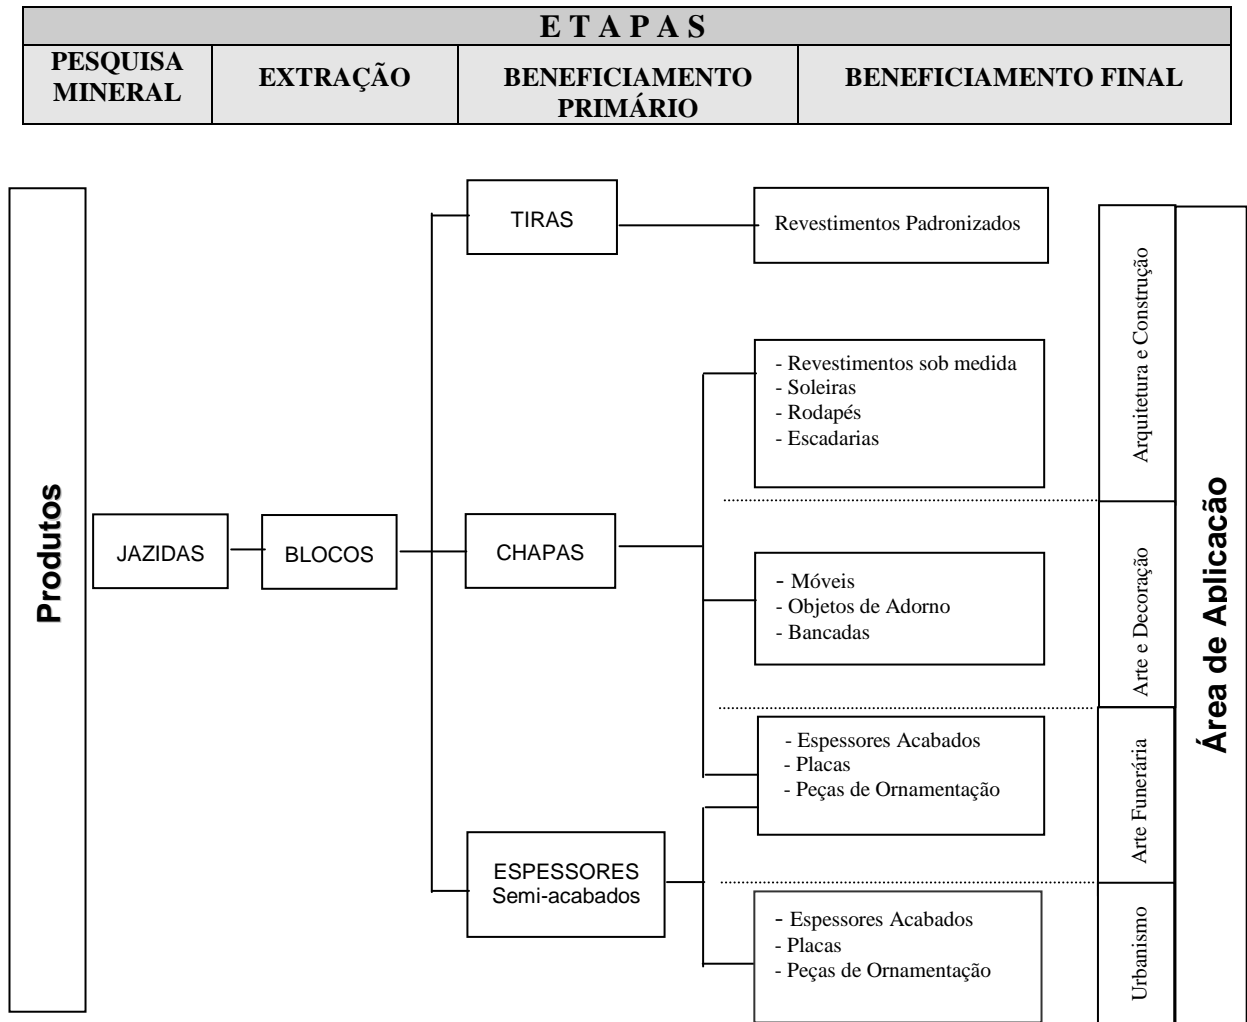 E T A P A S
PESQUISA
MINERAL
EXTRAÇÃO
BENEFICIAMENTO
PRIMÁRIO
BENEFICIAMENTO FINAL
Produtos
JAZIDAS
BLOCOS
TIRAS
Revestimentos Padronizados
- Revestimentos sob medida
- Soleiras
- Rodapés
- Escadarias
CHAPAS
- Móveis
- Objetos de Adorno
- Bancadas
- Espessores Acabados
- Placas
- Peças de Ornamentação
ESPESSORES
Semi-acabados
- Espessores Acabados
- Placas
- Peças de Ornamentação
Arquitetura e Construção
Arte e Decoração
Arte Funerária
Urbanismo
Área de Aplicação